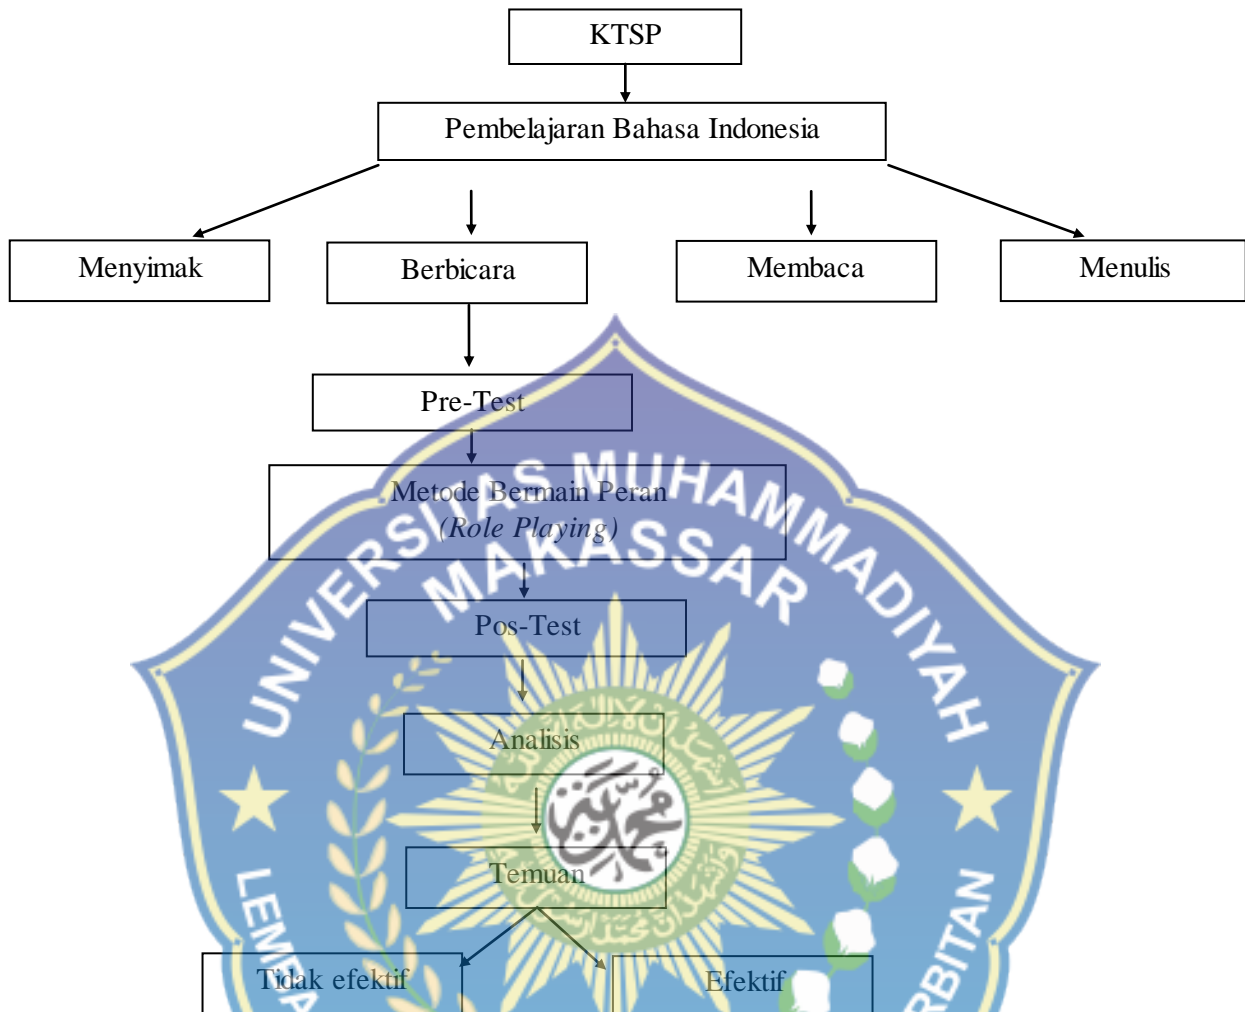 KTSP
Pembelajaran Bahasa Indonesia
Menyimak
Berbicara
Membaca
Menulis
Pre-Test
Metode Bermain Peran
(Role Playing)
Pos-Test
Analisis
Temuan
Tidak efektif
Efektif
UNIVERSITAS MUHAMMADIYAH
MAKASSAR